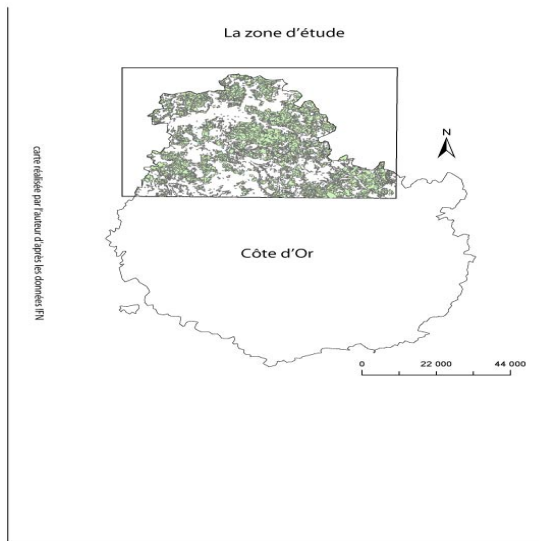 La zone d'étude
N
carte réalisée par l'auteur d'après les données IFN
Côte d'Or
0 22 000 44 000